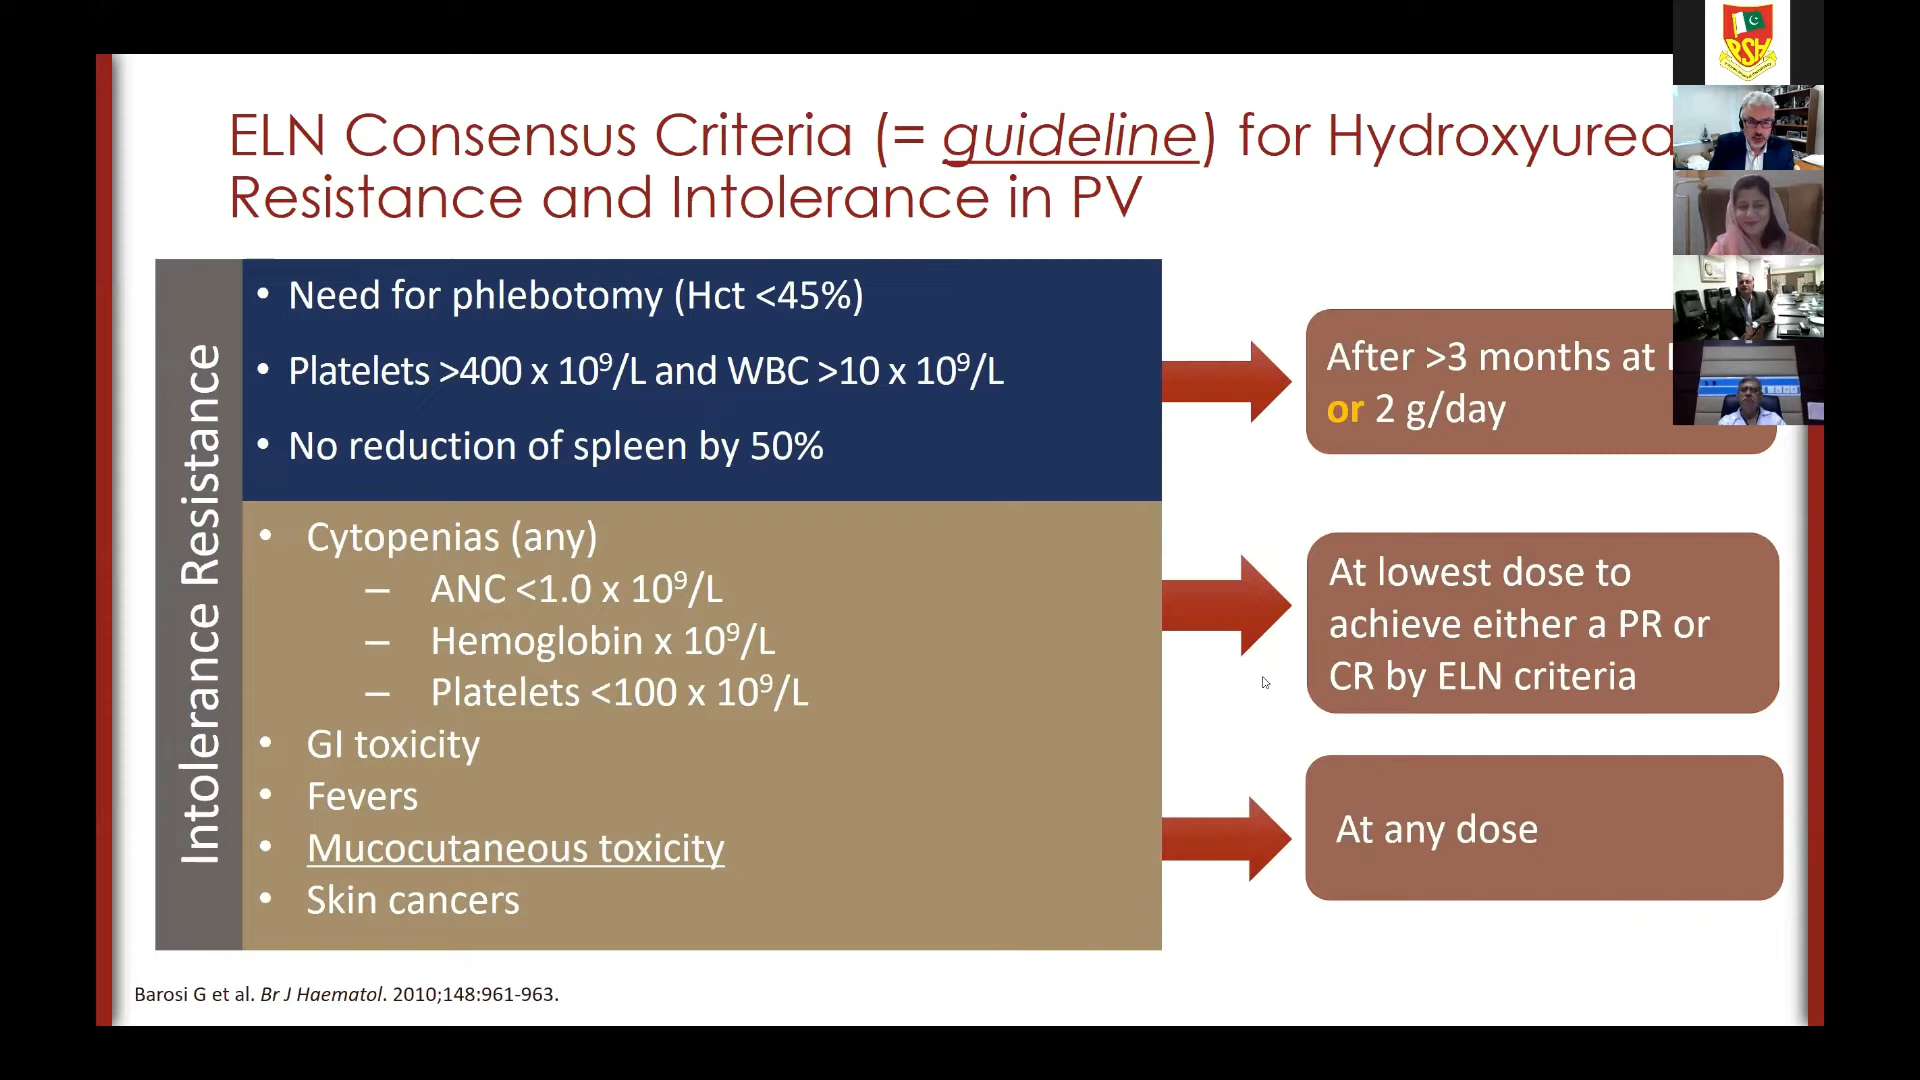 ELN Consensus Criteria (= guideline) for Hydroxyurea
Resistance and Intolerance in PV
Intolerance Resistance
• Need for phlebotomy (Hct <45%)
• Platelets >400 x 10⁹/L and WBC >10 x 10⁹/L
• No reduction of spleen by 50%
• Cytopenias (any)
– ANC <1.0 x 10⁹/L
– Hemoglobin x 10⁹/L
– Platelets <100 x 10⁹/L
• GI toxicity
• Fevers
• Mucocutaneous toxicity
• Skin cancers
After >3 months at
or 2 g/day
At lowest dose to
achieve either a PR or
CR by ELN criteria
At any dose
Barosi G et al. Br J Haematol. 2010;148:961-963.
PSH